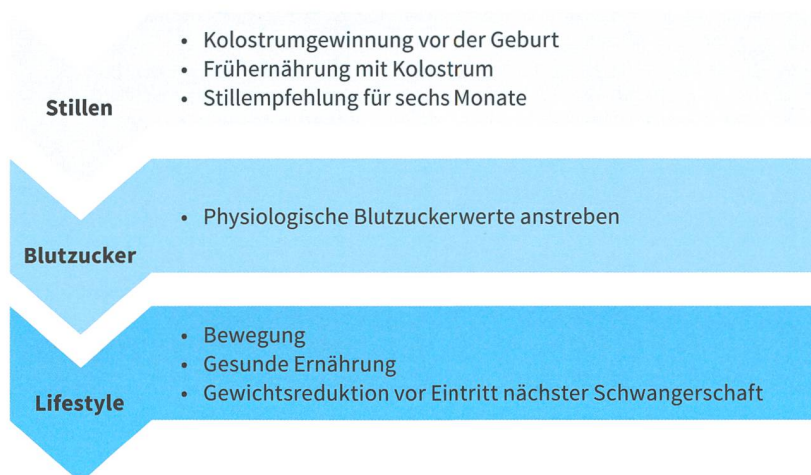 Stillen
• Kolostrumgewinnung vor der Geburt
• Frühernährung mit Kolostrum
• Stillempfehlung für sechs Monate
Blutzucker
• Physiologische Blutzuckerwerte anstreben
Lifestyle
• Bewegung
• Gesunde Ernährung
• Gewichtsreduktion vor Eintritt nächster Schwangerschaft